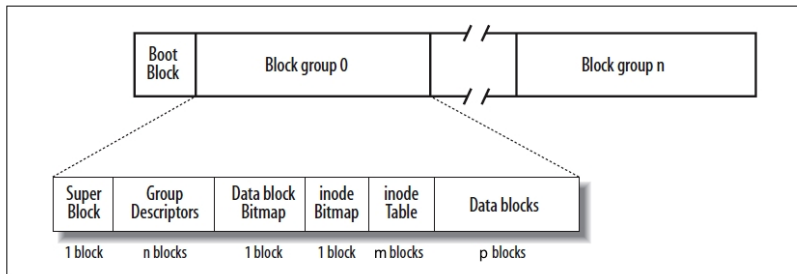 Boot
Block
Block group 0
Block group n
Super
Block
Group
Descriptors
Data block
Bitmap
inode
Bitmap
inode
Table
Data blocks
1 block
n blocks
1 block
1 block
m blocks
p blocks